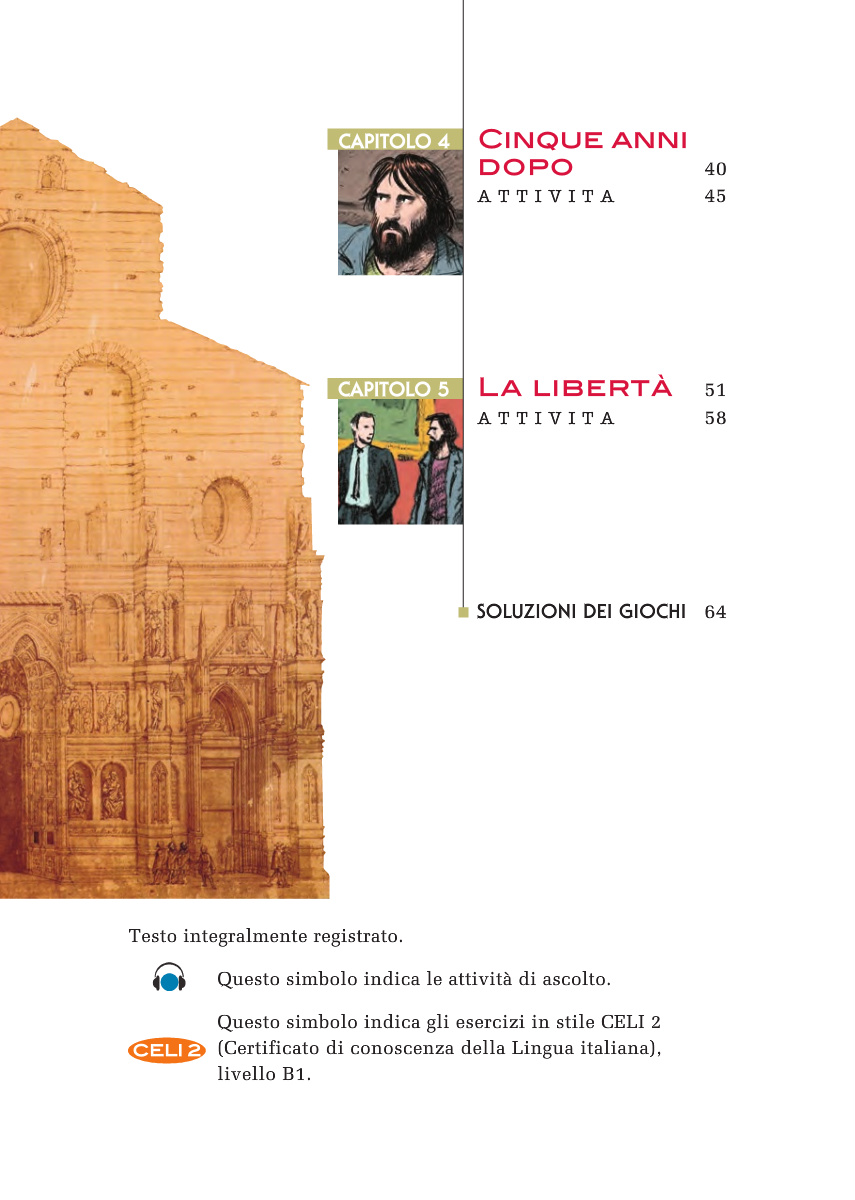 CAPITOLO 4
CINQUE ANNI
DOPO 40
ATTIVITA 45
CAPITOLO 5
LA LIBERTÀ 51
ATTIVITA 58
SOLUZIONI DEI GIOCHI 64
Testo integralmente registrato.
Questo simbolo indica le attività di ascolto.
Questo simbolo indica gli esercizi in stile CELI 2
CELI 2 (Certificato di conoscenza della Lingua italiana),
livello B1.